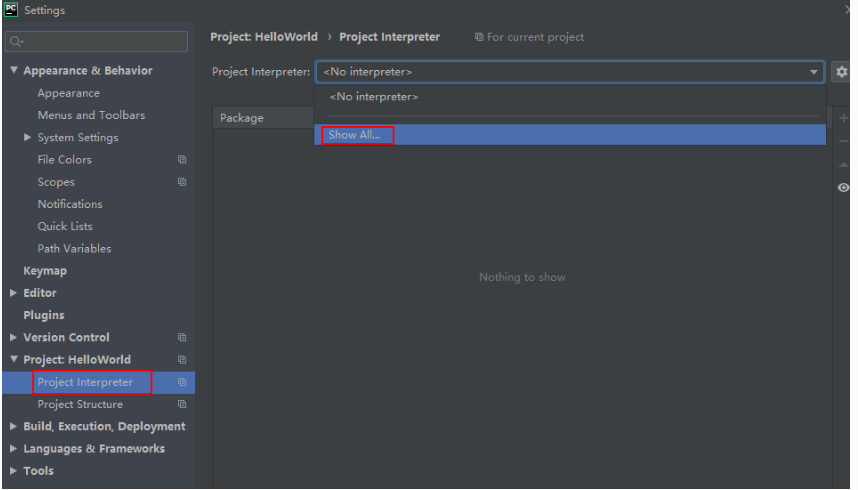 PC Settings
Project: HelloWorld › Project Interpreter For current project
Appearance & Behavior
Project Interpreter: <No interpreter>
Appearance
<No interpreter>
Menus and Toolbars
Package
Show All...
System Settings
File Colors
Scopes
Notifications
Quick Lists
Path Variables
Keymap
Nothing to show
Editor
Plugins
Version Control
Project: HelloWorld
Project Interpreter
Project Structure
Build, Execution, Deployment
Languages & Frameworks
Tools